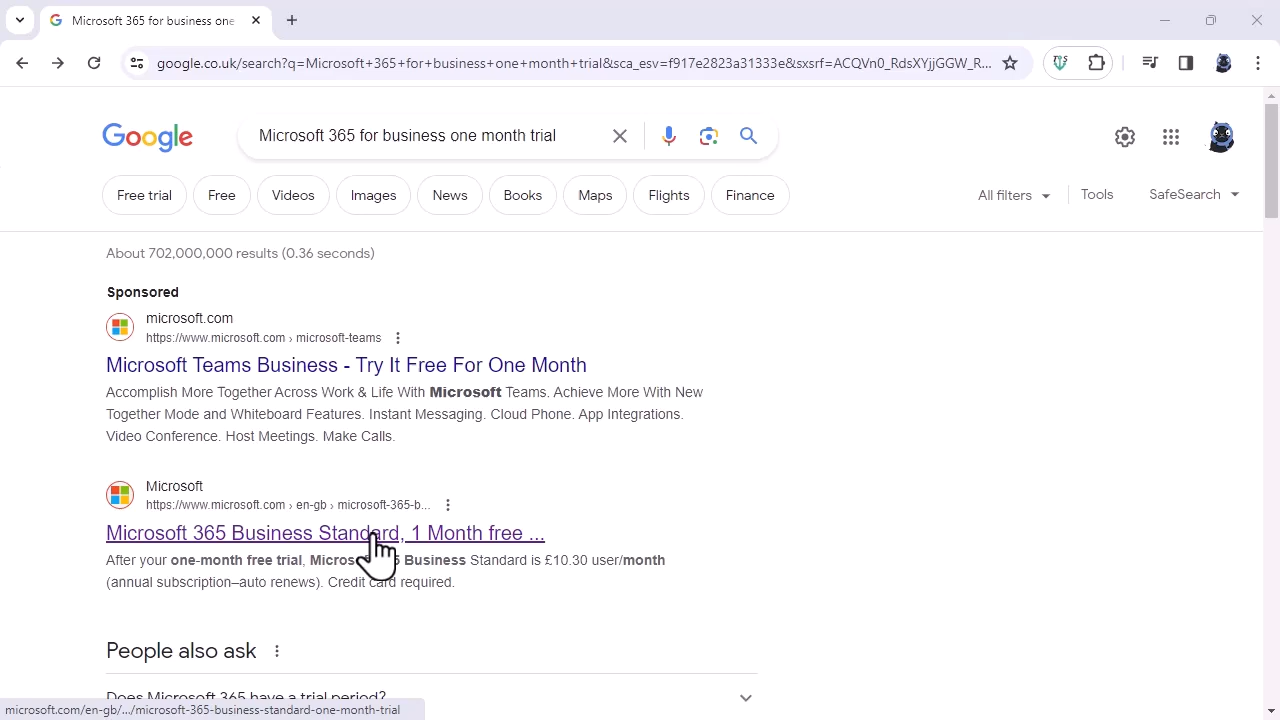 Microsoft 365 for business one
google.co.uk/search?q=Microsoft+365+for+business+one+month+trial&sca_esv=f917e2823a31333e&sxsrf=ACQVn0_RdsXYjjGGW_R...
Google
Microsoft 365 for business one month trial
Free trial Free Videos Images News Books Maps Flights Finance All filters Tools SafeSearch
About 702,000,000 results (0.36 seconds)
Sponsored
microsoft.com
https://www.microsoft.com › microsoft-teams
Microsoft Teams Business - Try It Free For One Month
Accomplish More Together Across Work & Life With Microsoft Teams. Achieve More With New
Together Mode and Whiteboard Features. Instant Messaging. Cloud Phone. App Integrations.
Video Conference. Host Meetings. Make Calls.
Microsoft
https://www.microsoft.com › en-gb › microsoft-365-b...
Microsoft 365 Business Standard, 1 Month free ...
After your one-month free trial, Business Standard is £10.30 user/month
(annual subscription–auto renews). Credit card required.
People also ask
Does Microsoft 365 have a trial period?
microsoft.com/en-gb/.../microsoft-365-business-standard-one-month-trial